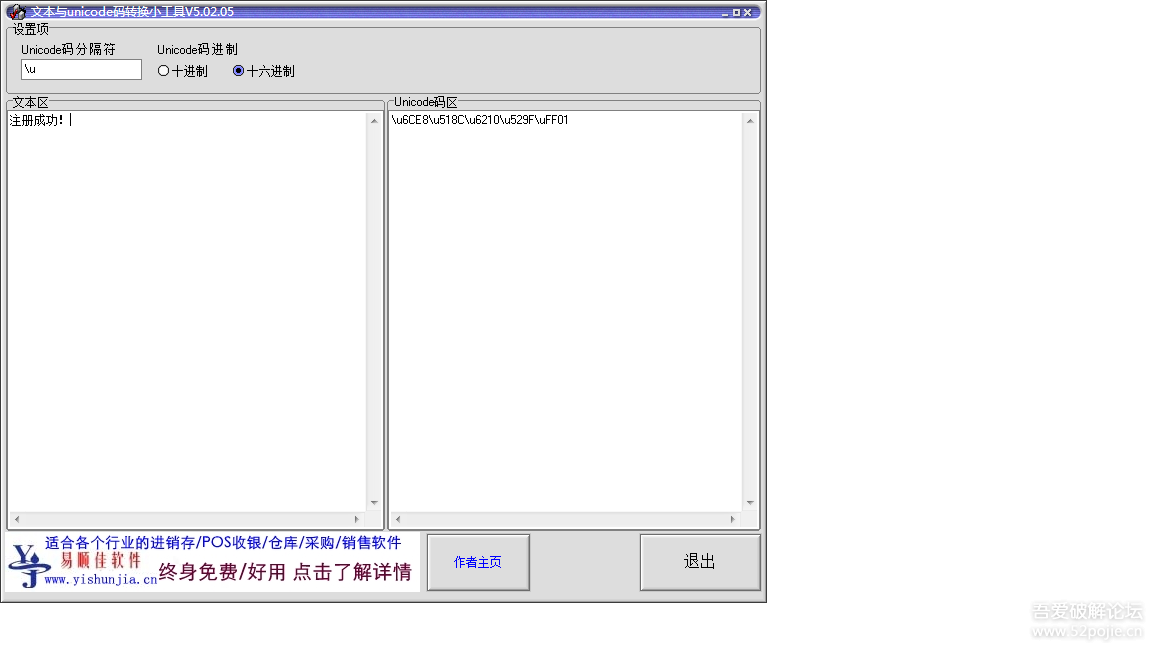 文本与unicode码转换小工具V5.02.05
设置项
Unicode码分隔符 Unicode码进制
\u 十进制 十六进制
文本区 Unicode码区
注册成功！ \u6CE8\u518C\u6210\u529F\uFF01
适合各个行业的进销存/POS收银/仓库/采购/销售软件
易顺佳软件
www.yishunjia.cn 终身免费/好用 点击了解详情
作者主页 退出
吾爱破解论坛
www.52pojie.cn